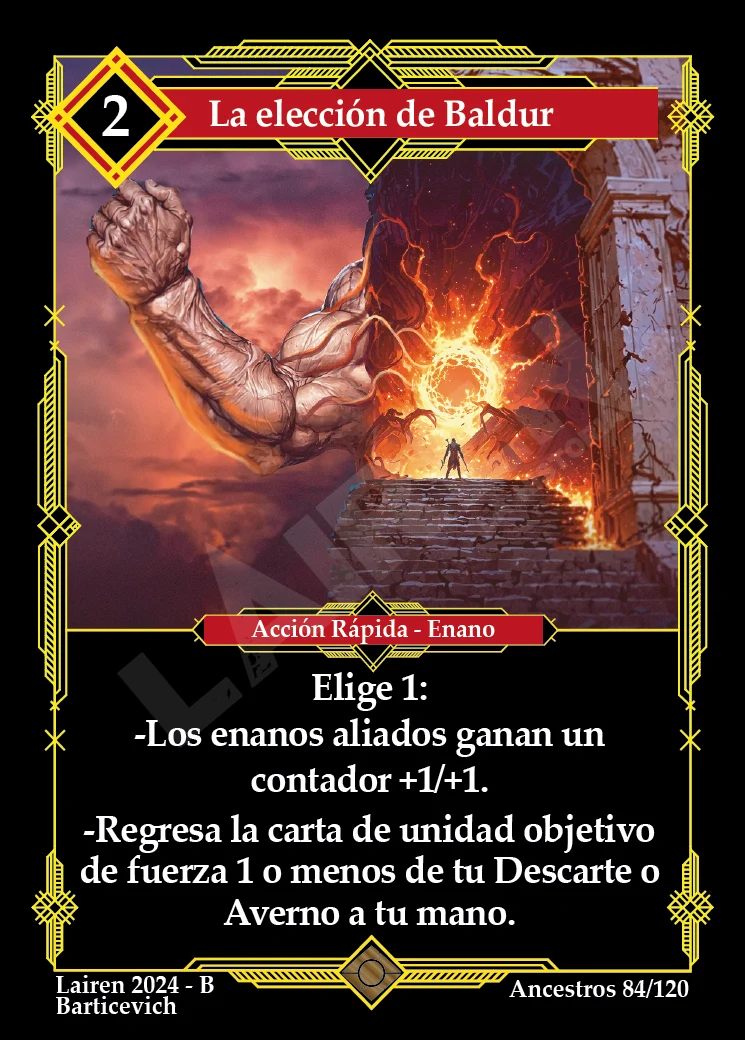 2
La elección de Baldur
Acción Rápida - Enano
Elige 1:
-Los enanos aliados ganan un
contador +1/+1.
-Regresa la carta de unidad objetivo
de fuerza 1 o menos de tu Descarte o
Averno a tu mano.
Lairen 2024 - B
Barticevich
Ancestros 84/120